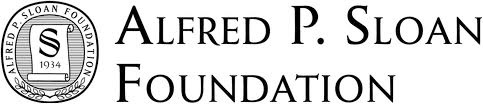 ALFRED P. SLOAN FOUNDATION
S
1934
ALFRED P. SLOAN
FOUNDATION